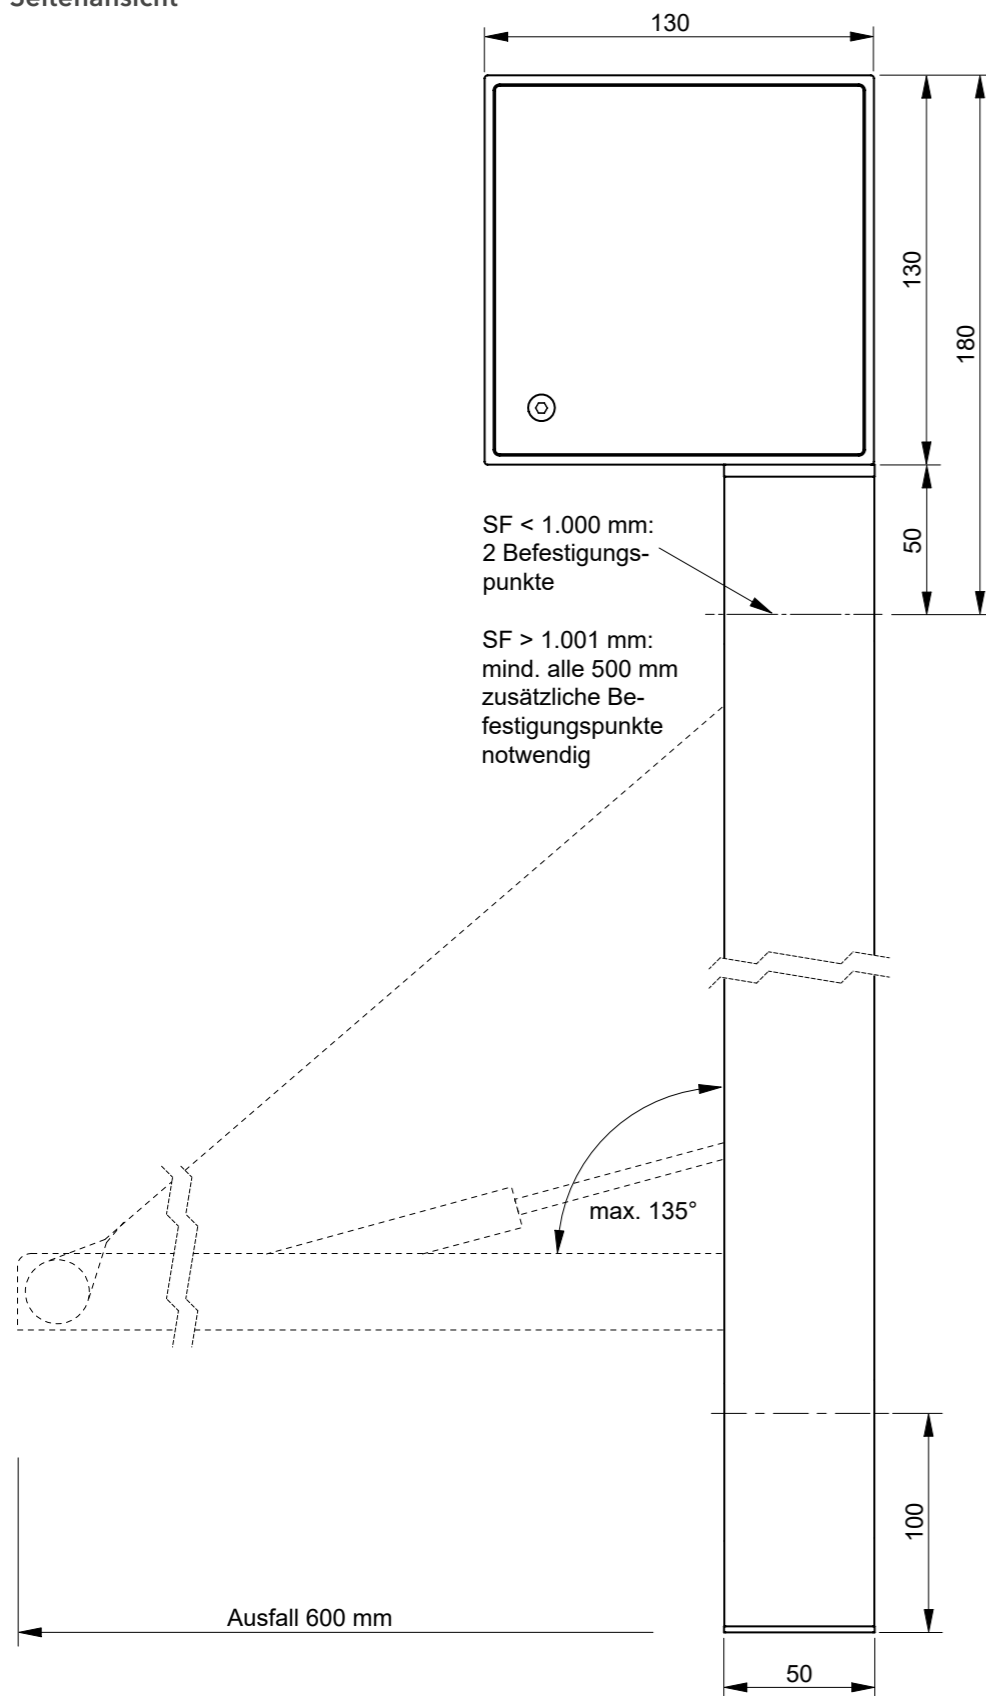 Seitenansicht
130
130
180
50
SF < 1.000 mm:
2 Befestigungs-
punkte
SF > 1.001 mm:
mind. alle 500 mm
zusätzliche Be-
festigungspunkte
notwendig
max. 135°
100
Ausfall 600 mm
50